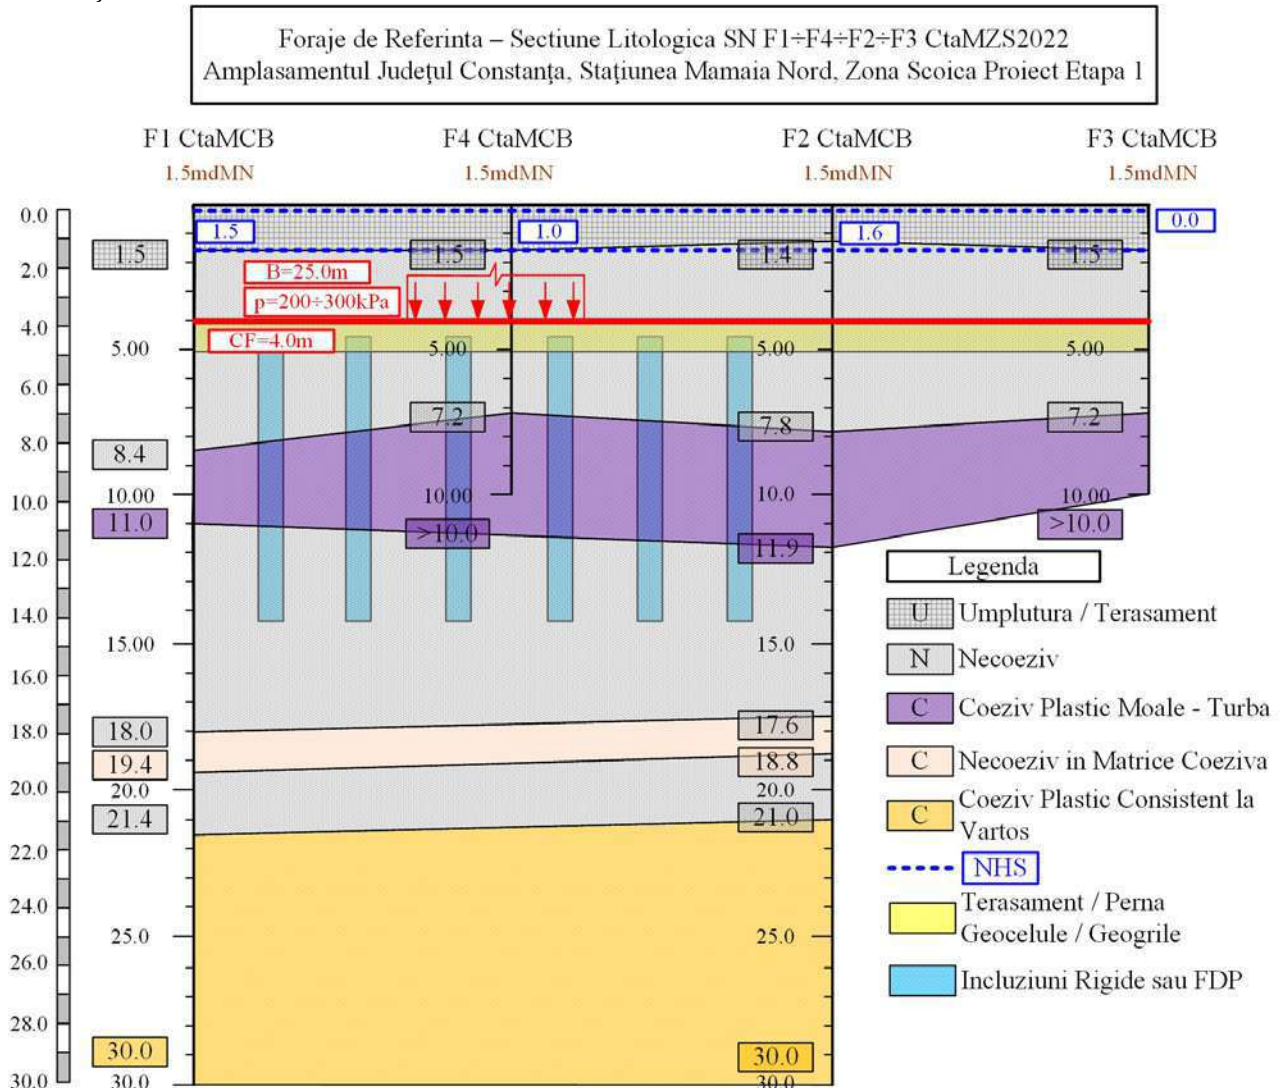 Foraje de Referinta – Sectiune Litologica SN F1÷F4÷F2÷F3 CtaMZS2022
Amplasamentul Județul Constanța, Stațiunea Mamaia Nord, Zona Scoica Proiect Etapa 1
F1 CtaMCB
F4 CtaMCB
F2 CtaMCB
F3 CtaMCB
1.5mdMN
1.5mdMN
1.5mdMN
1.5mdMN
0.0
1.5
1.0
1.6
0.0
1.5
1.5
1.4
1.5
2.0
B=25.0m
p=200÷300kPa
4.0
CF=4.0m
5.00
5.00
5.00
5.00
6.0
7.2
7.8
7.2
8.0
8.4
10.0
10.00
10.00
10.0
10.00
11.0
>10.0
11.9
>10.0
12.0
Legenda
14.0
U
Umplutura / Terasament
15.00
15.0
N
Necoeziv
16.0
C
Coeziv Plastic Moale - Turba
18.0
18.0
17.6
19.4
18.8
C
Necoeziv in Matrice Coeziva
20.0
20.0
20.0
21.4
21.0
C
Coeziv Plastic Consistent la
Vartos
22.0
NHS
24.0
Terasament / Perna
Geocelule / Geogrile
25.0
25.0
26.0
Incluziuni Rigide sau FDP
28.0
30.0
30.0
30.0
30.0
30.0